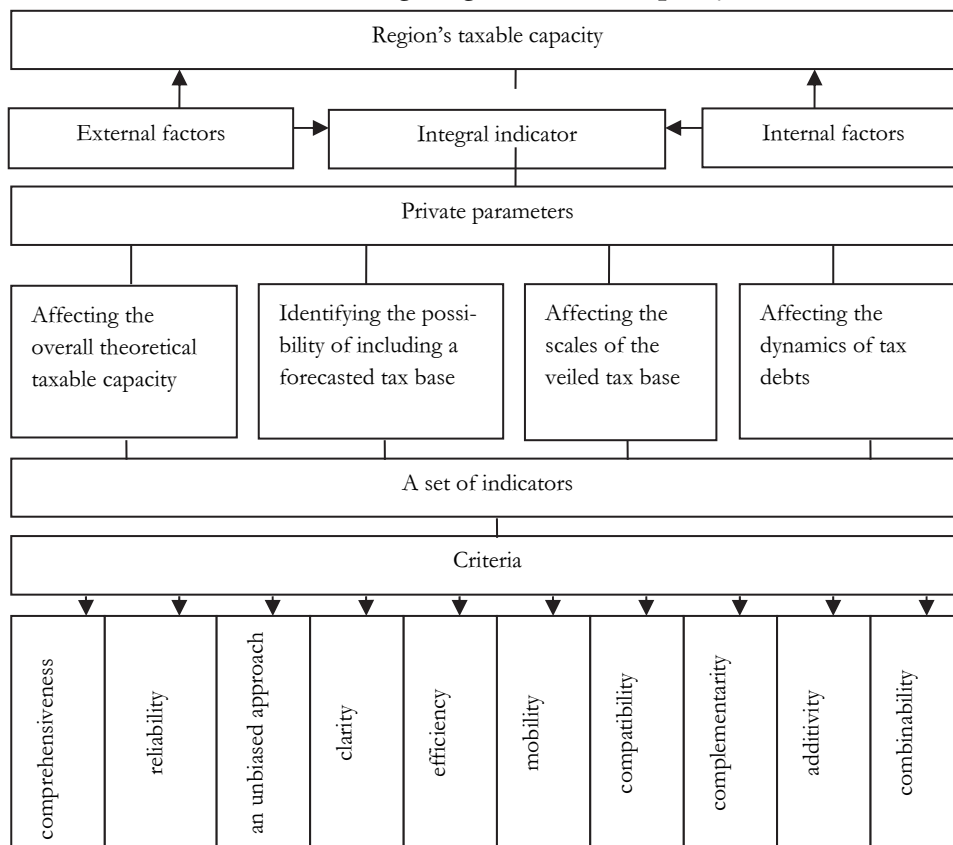 Region's taxable capacity
External factors
Integral indicator
Internal factors
Private parameters
Affecting the
overall theoretical
taxable capacity
Identifying the possi-
bility of including a
forecasted tax base
Affecting the
scales of the
veiled tax base
Affecting the
dynamics of tax
debts
A set of indicators
Criteria
comprehensiveness
reliability
an unbiased approach
clarity
efficiency
mobility
compatibility
complementarity
additivity
combinability